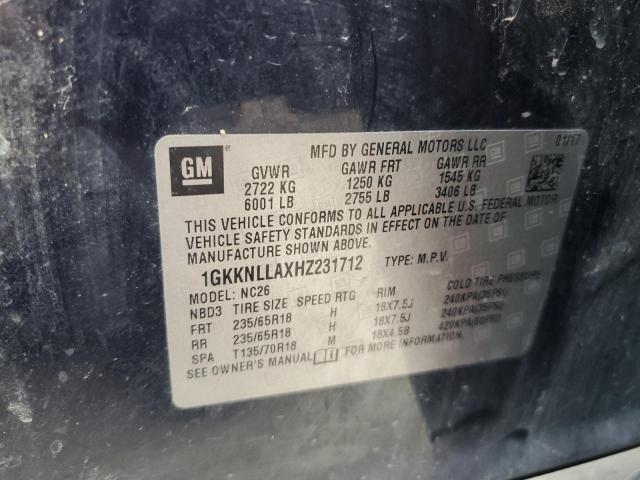 GM
MFD BY GENERAL MOTORS LLC 01/17
GVWR GAWR FRT GAWR RR
2722 KG 1250 KG 1545 KG
6001 LB 2755 LB 3406 LB
THIS VEHICLE CONFORMS TO ALL APPLICABLE U.S. FEDERAL MOTOR
VEHICLE SAFETY STANDARDS IN EFFECT ON THE DATE OF
MANUFACTURE SHOWN ABOVE.
1GKKNLLAXHZ231712 TYPE: M.P.V.
MODEL: NC26
NBD3 TIRE SIZE SPEED RTG RIM COLD TIRE PRESSURE
FRT 235/65R18 H 18X7.5J 240KPA(35PSI)
RR 235/65R18 H 18X7.5J 240KPA(35PSI)
SPA T135/70R18 M 18X4.5B 420KPA(60PSI)
SEE OWNER'S MANUAL FOR MORE INFORMATION.